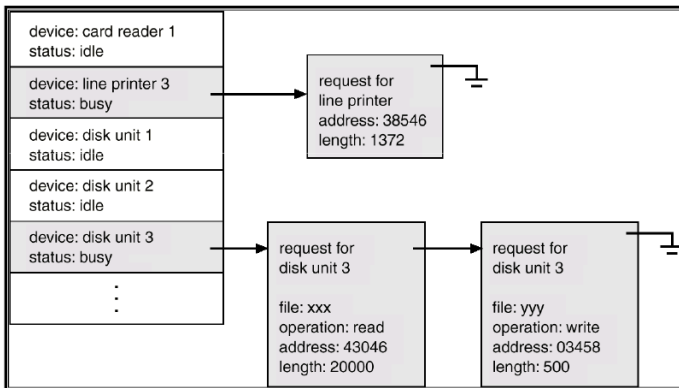 device: card reader 1
status: idle
device: line printer 3
status: busy
device: disk unit 1
status: idle
device: disk unit 2
status: idle
device: disk unit 3
status: busy
request for
line printer
address: 38546
length: 1372
request for
disk unit 3
file: xxx
operation: read
address: 43046
length: 20000
request for
disk unit 3
file: yyy
operation: write
address: 03458
length: 500